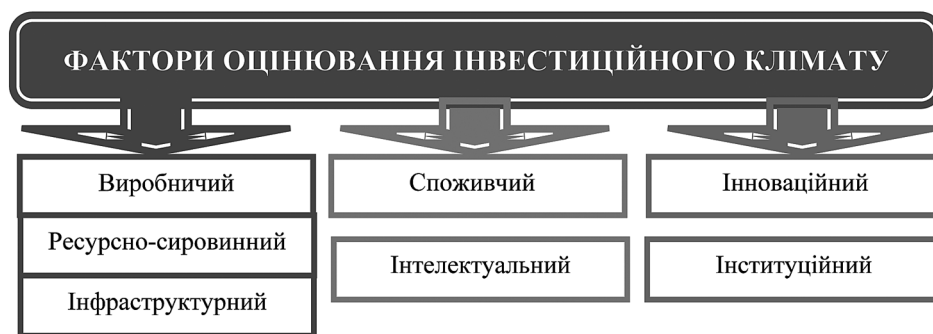 ФАКТОРИ ОЦІНЮВАННЯ ІНВЕСТИЦІЙНОГО КЛІМАТУ
Виробничий
Ресурсно-сировинний
Інфраструктурний
Споживчий
Інтелектуальний
Інноваційний
Інституційний